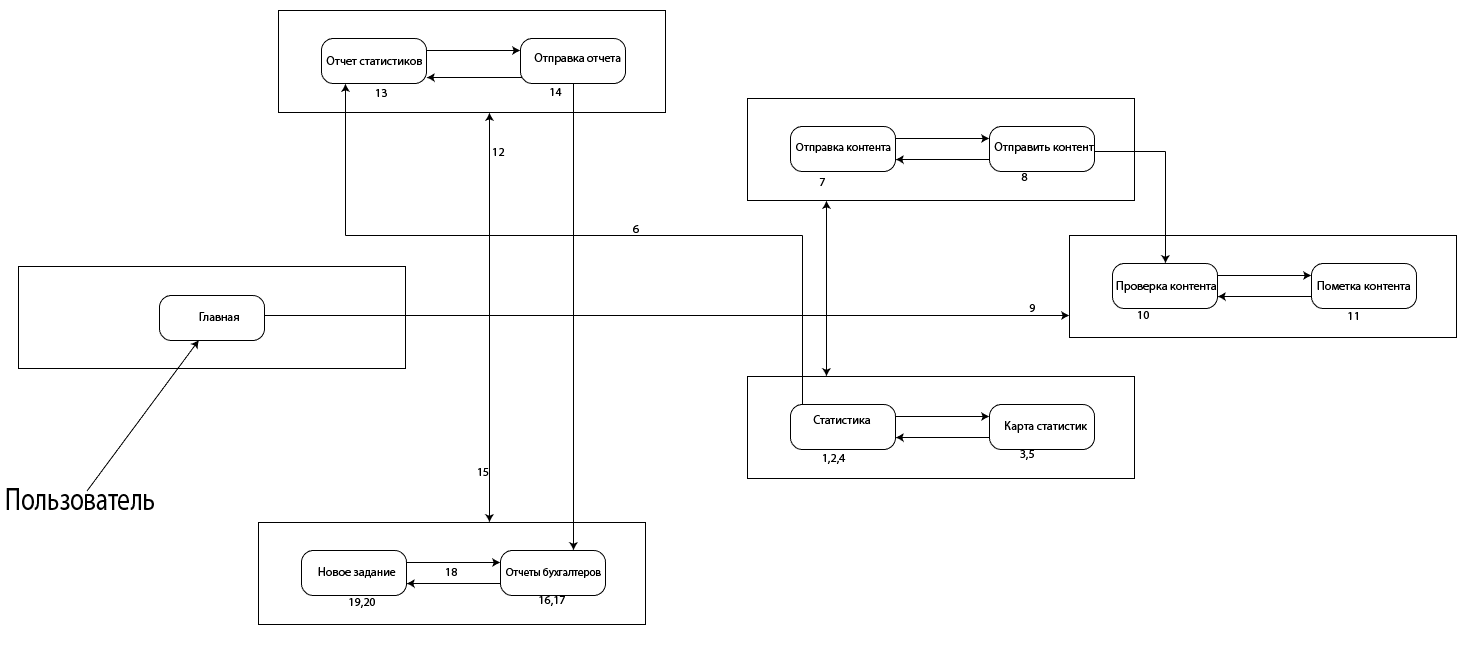 Отчет статистиков
Отправка отчета
13
14
12
Отправка контента
Отправить контент
7
8
6
Главная
9
Проверка контента
Пометка контента
10
11
Статистика
Карта статистик
1,2,4
3,5
15
Пользователь
Новое задание
18
Отчеты бухгалтеров
19,20
16,17